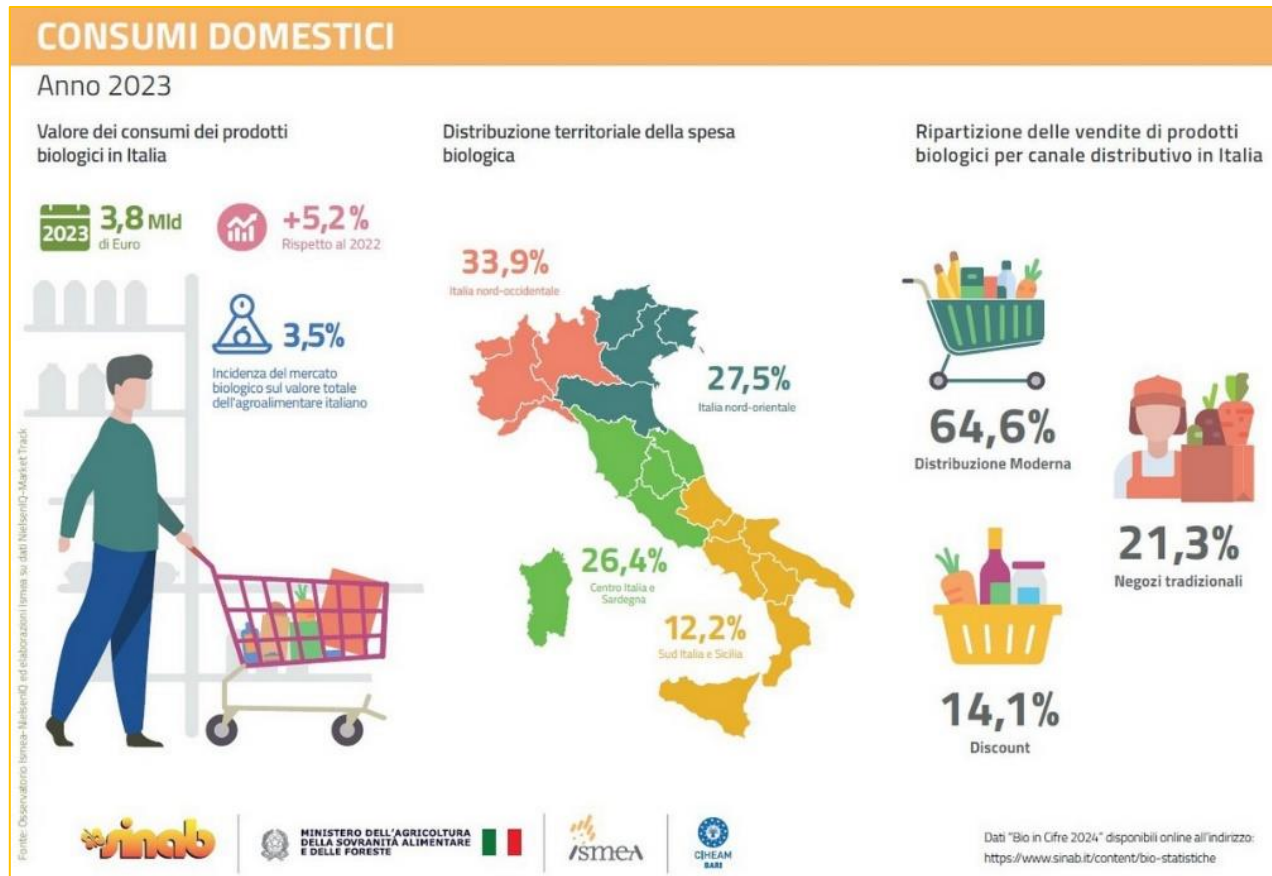 CONSUMI DOMESTICI
Anno 2023
Valore dei consumi dei prodotti
biologici in Italia
2023
3,8 Mld
di Euro
+5,2%
Rispetto al 2022
3,5%
Incidenza del mercato
biologico sul valore totale
dell'agroalimentare italiano
Distribuzione territoriale della spesa
biologica
33,9%
Italia nord-occidentale
27,5%
Italia nord-orientale
26,4%
Centro Italia e
Sardegna
12,2%
Sud Italia e Sicilia
Ripartizione delle vendite di prodotti
biologici per canale distributivo in Italia
64,6%
Distribuzione Moderna
21,3%
Negozi tradizionali
14,1%
Discount
Fonte: Osservatorio Ismea-NielsenIQ ed elaborazioni Ismea su dati NielsenIQ-Market Track
sinab
MINISTERO DELL'AGRICOLTURA
DELLA SOVRANITÀ ALIMENTARE
E DELLE FORESTE
ismea
CIHEAM
BARI
Dati "Bio in Cifre 2024" disponibili online all'indirizzo:
https://www.sinab.it/content/bio-statistiche